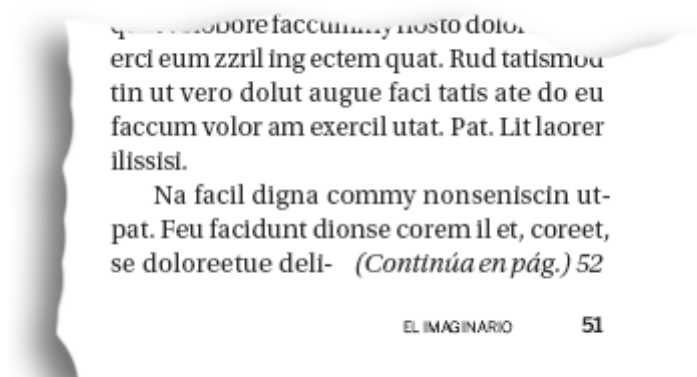 erci eum zzril ing ectem quat. Rud tatismod
tin ut vero dolut augue faci tatis ate do eu
faccum volor am exercil utat. Pat. Lit laorer
ilissisi.
Na facil digna commy nonseniscin ut-
pat. Feu facidunt dionse corem il et, coreet,
se doloreetue deli- (Continúa en pág.) 52
EL IMAGINARIO 51